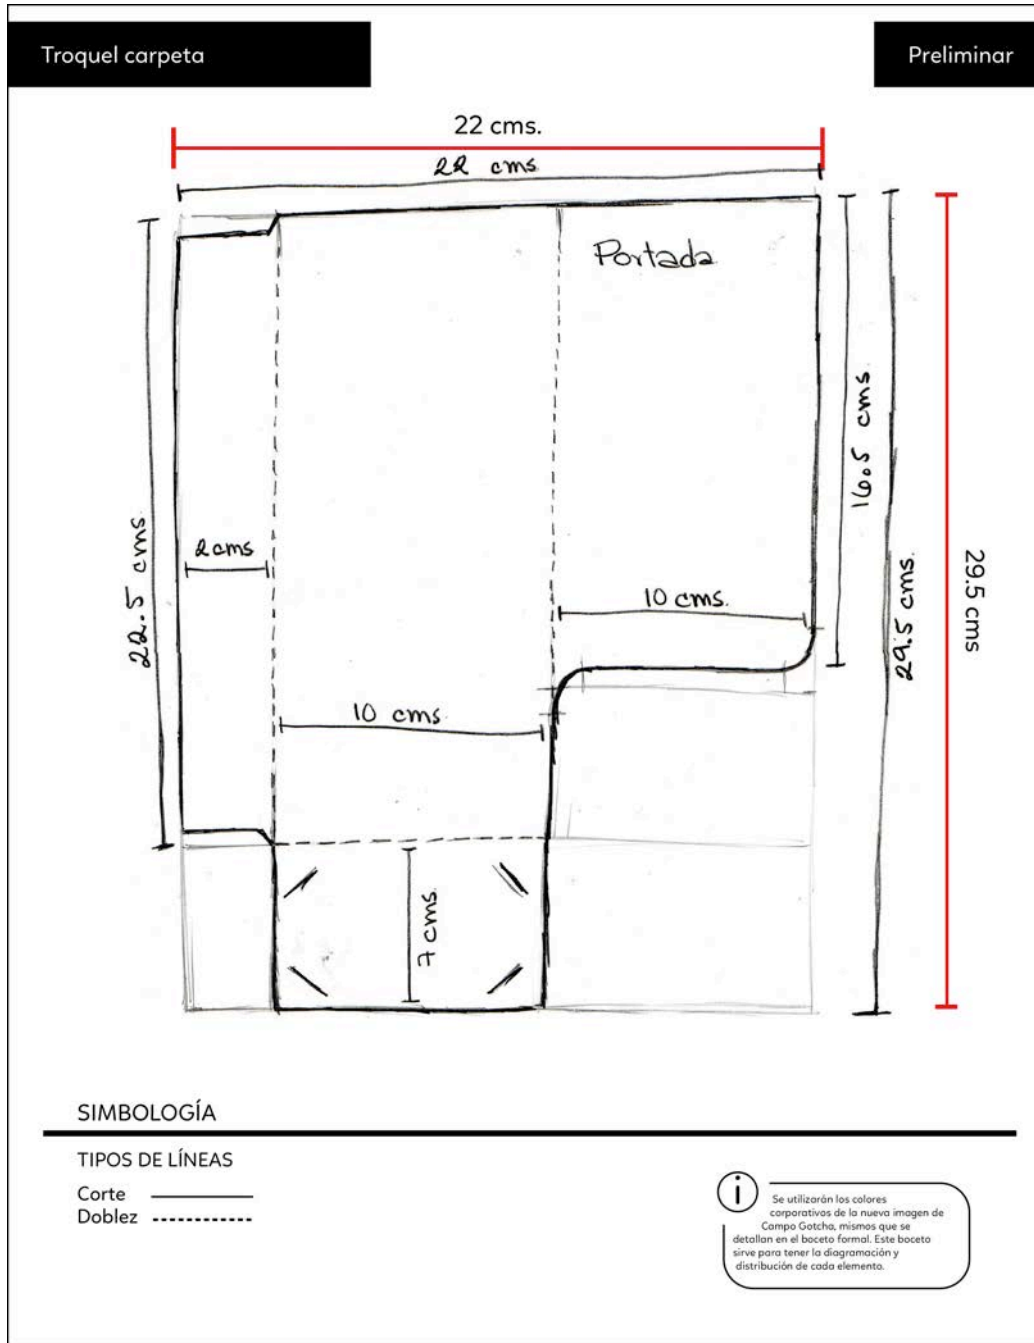 Troquel carpeta
Preliminar
22 cms.
22 cms
Portada
16.5 cms
22.5 cms.
2 cms
10 cms.
29.5 cms.
29.5 cms
10 cms
7 cms.
SIMBOLOGÍA
TIPOS DE LÍNEAS
Corte
Doblez
i
Se utilizarán los colores
corporativos de la nueva imagen de
Campo Gotcha, mismos que se
detallan en el boceto formal. Este boceto
sirve para tener la diagramación y
distribución de cada elemento.